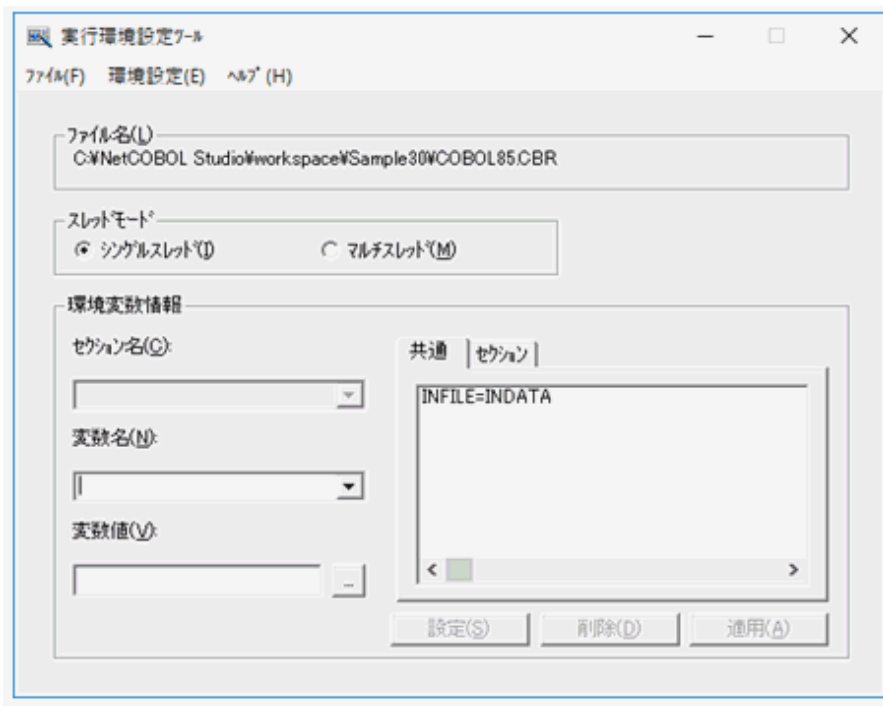 実行環境設定ツール
ファイル(F) 環境設定(E) ヘルプ(H)
ファイル名(L)
C:¥NetCOBOL Studio¥workspace¥Sample30¥COBOL85.CBR
スレッドモード
シングルスレッド(I) マルチスレッド(M)
環境変数情報
セクション名(C):
変数名(N):
変数値(V):
...
共通 セクション
INFILE=INDATA
設定(S) 削除(D) 適用(A)